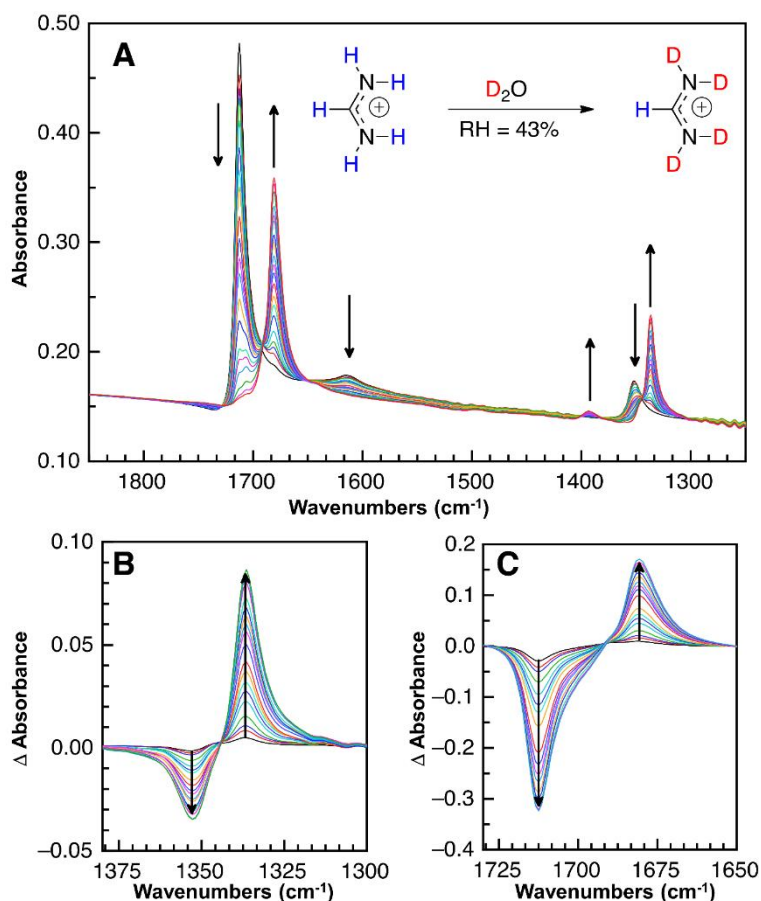 A
0.50
0.40
0.30
0.20
0.10
Absorbance
H H
N
H
N
H H
D₂O
RH = 43%
D D
N
H
N
D D
1800 1700 1600 1500 1400 1300
Wavenumbers (cm⁻¹)
B
0.10
0.05
0.00
−0.05
Δ Absorbance
1375 1350 1325 1300
Wavenumbers (cm⁻¹)
C
0.2
0.1
0.0
−0.1
−0.2
−0.3
−0.4
Δ Absorbance
1725 1700 1675 1650
Wavenumbers (cm⁻¹)